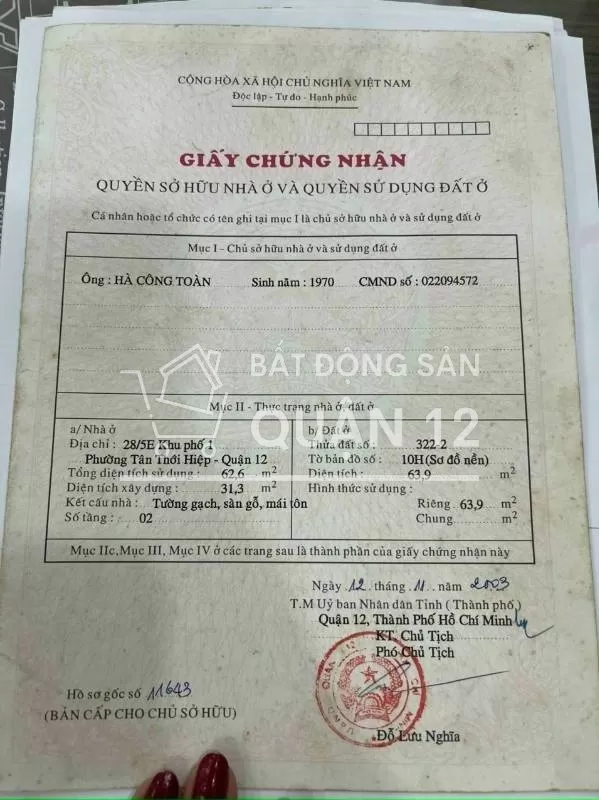 CỘNG HÒA XÃ HỘI CHỦ NGHĨA VIỆT NAM
Độc lập - Tự do - Hạnh phúc
GIẤY CHỨNG NHẬN
QUYỀN SỞ HỮU NHÀ Ở VÀ QUYỀN SỬ DỤNG ĐẤT Ở
Cá nhân hoặc tổ chức có tên ghi tại mục I là chủ sở hữu nhà ở và sử dụng đất ở
Mục I - Chủ sở hữu nhà ở và sử dụng đất ở
Ông : HÀ CÔNG TOÀN Sinh năm : 1970 CMND số : 022094572
BẤT ĐỘNG SẢN
QUẬN 12
Mục II - Thực trạng nhà ở, đất ở
a/ Nhà ở b/ Đất ở
Địa chỉ : 28/5E Khu phố 1 Thửa đất số : 322-2
Phường Tân Thới Hiệp - Quận 12 Tờ bản đồ số : 10H(Sơ đồ nền)
Tổng diện tích sử dụng : 62,6 m2 Diện tích : 63,9 m2
Diện tích xây dựng : 31,3 m2 Hình thức sử dụng :
Kết cấu nhà : Tường gạch, sàn gỗ, mái tôn Riêng 63,9 m2
Số tầng : 02 Chung m2
Mục IIc,Mục III, Mục IV ở các trang sau là thành phần của giấy chứng nhận này
Ngày 12 tháng 11 năm 2003
T.M Uỷ ban Nhân dân Tỉnh ( Thành phố )
Quận 12, Thành Phố Hồ Chí Minh
KT. Chủ Tịch
Phó Chủ Tịch
Hồ sơ gốc số 11643
(BẢN CẤP CHO CHỦ SỞ HỮU)
Đỗ Lưu Nghĩa